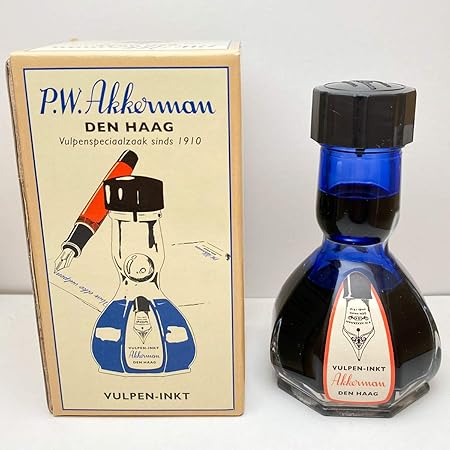 P.W. Akkerman
DEN HAAG
Vulpenspeciaalzaak sinds 1910
VULPEN-INKT
Akkerman
DEN HAAG
VULPEN-INKT
VULPEN-INKT
Akkerman
DEN HAAG